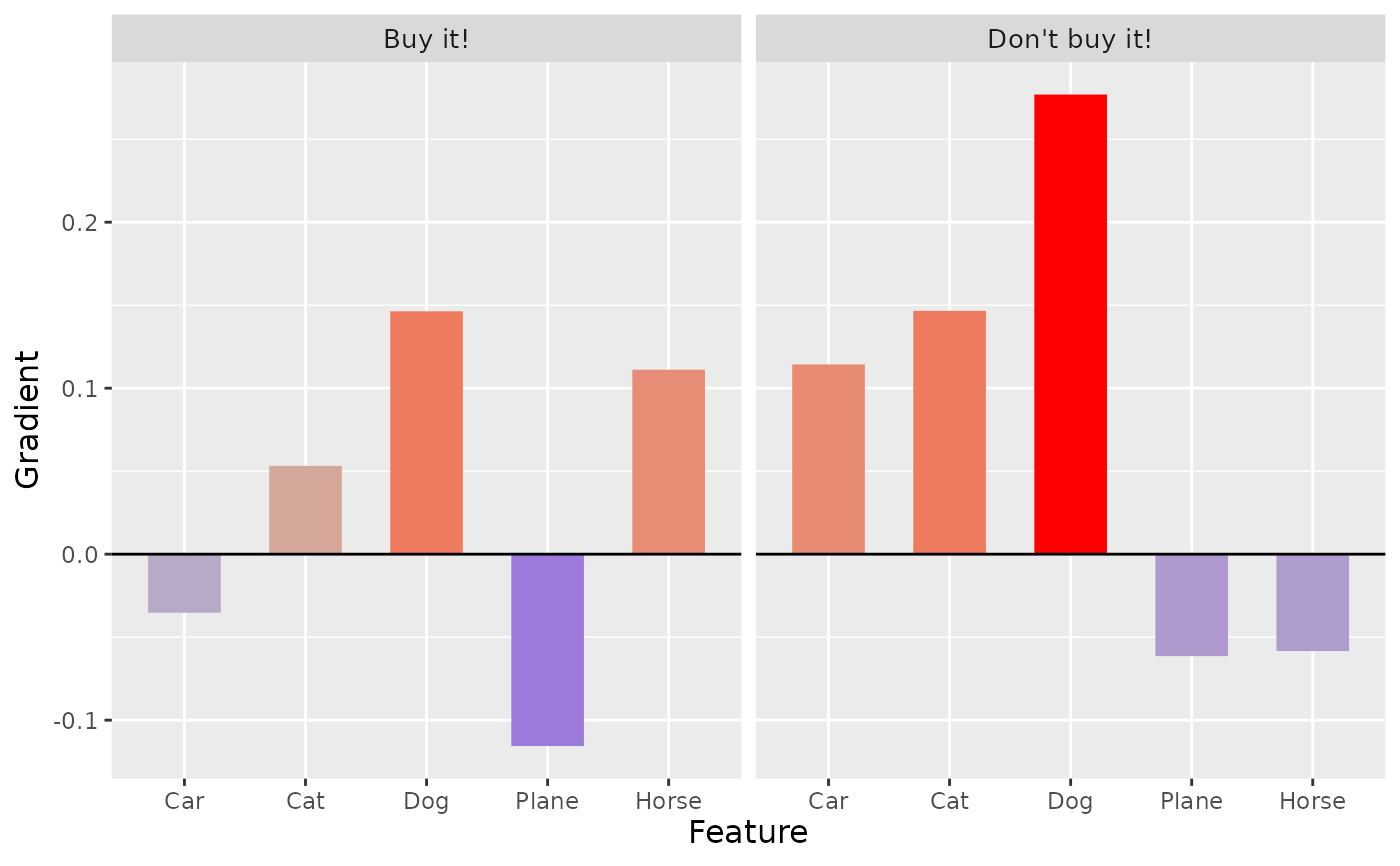 Buy it!
Don't buy it!
Gradient
0.2
0.1
0.0
-0.1
Car Cat Dog Plane Horse
Car Cat Dog Plane Horse
Feature